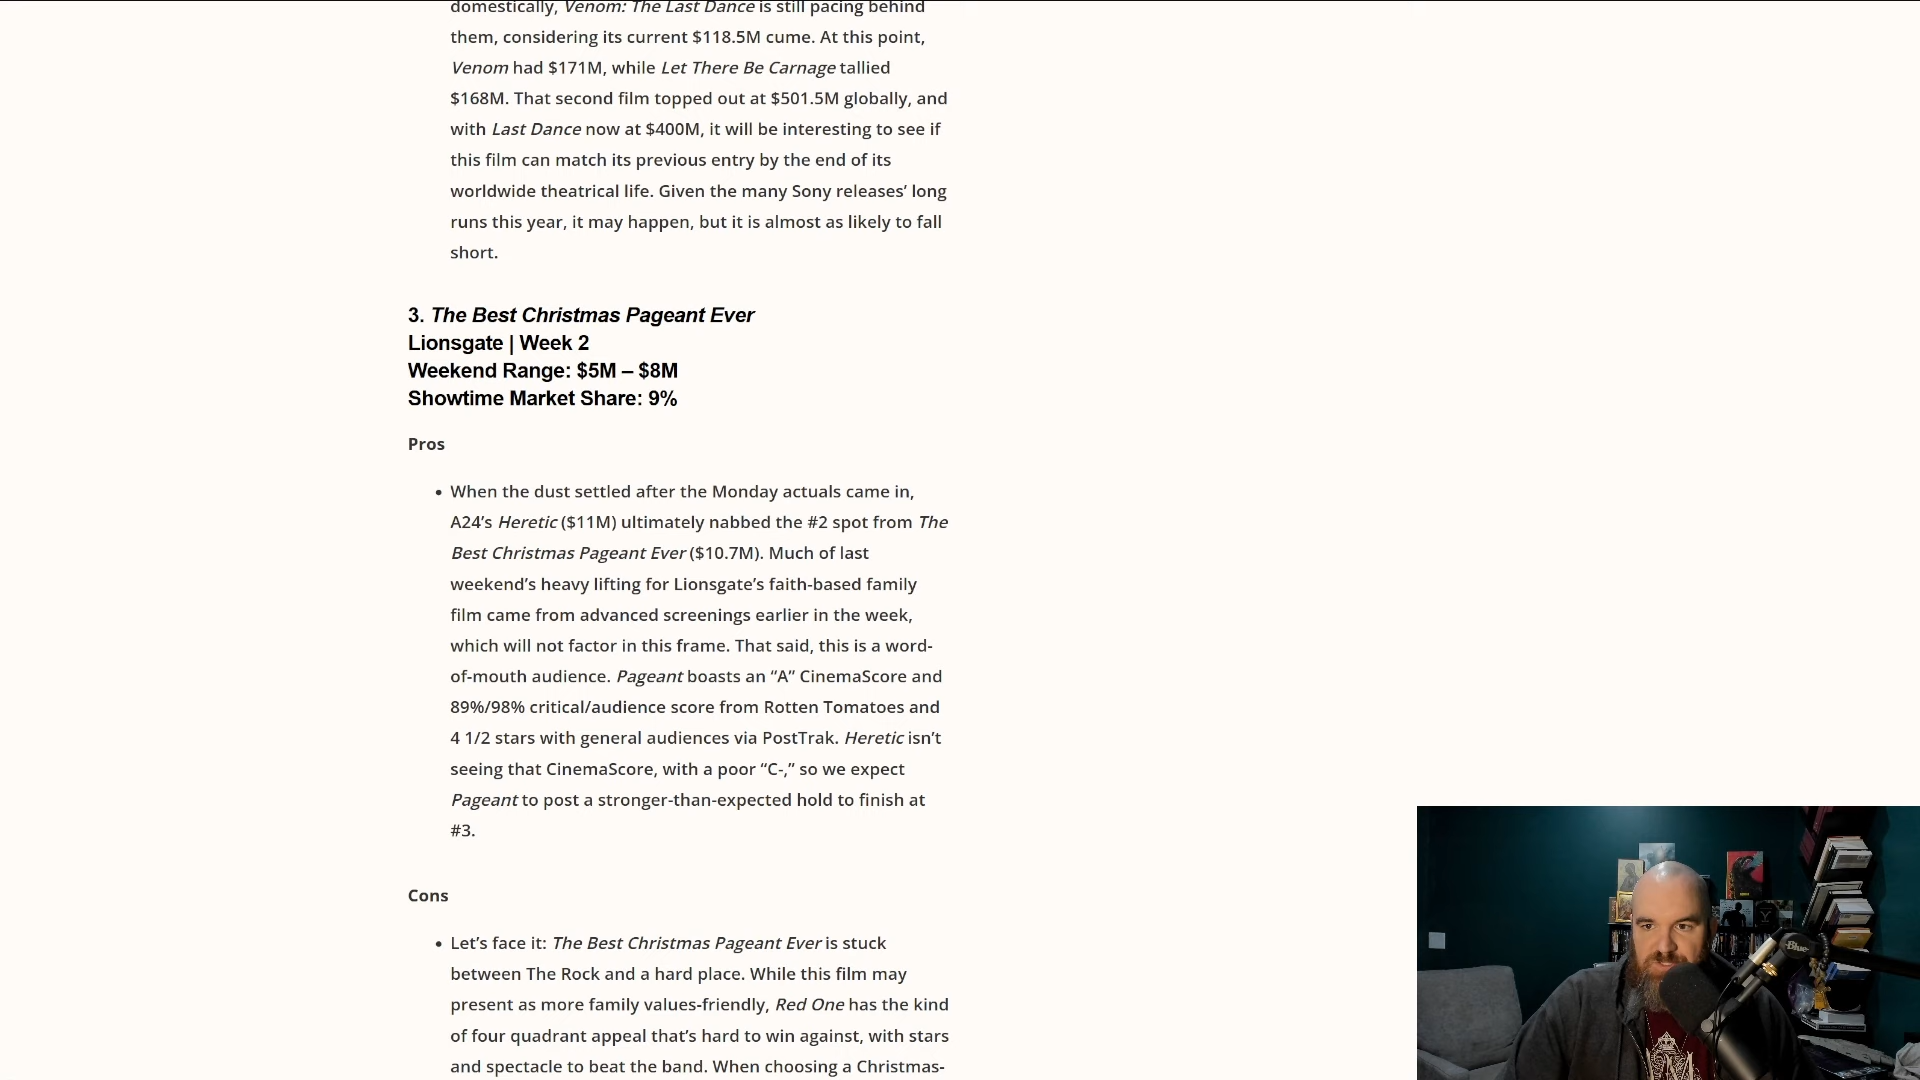 domestically, Venom: The Last Dance is still pacing behind
them, considering its current $118.5M cume. At this point,
Venom had $171M, while Let There Be Carnage tallied
$168M. That second film topped out at $501.5M globally, and
with Last Dance now at $400M, it will be interesting to see if
this film can match its previous entry by the end of its
worldwide theatrical life. Given the many Sony releases’ long
runs this year, it may happen, but it is almost as likely to fall
short.
3. The Best Christmas Pageant Ever
Lionsgate | Week 2
Weekend Range: $5M – $8M
Showtime Market Share: 9%
Pros
• When the dust settled after the Monday actuals came in,
A24’s Heretic ($11M) ultimately nabbed the #2 spot from The
Best Christmas Pageant Ever ($10.7M). Much of last
weekend’s heavy lifting for Lionsgate’s faith-based family
film came from advanced screenings earlier in the week,
which will not factor in this frame. That said, this is a word-
of-mouth audience. Pageant boasts an “A” CinemaScore and
89%/98% critical/audience score from Rotten Tomatoes and
4 1/2 stars with general audiences via PostTrak. Heretic isn’t
seeing that CinemaScore, with a poor “C-,” so we expect
Pageant to post a stronger-than-expected hold to finish at
#3.
Cons
• Let’s face it: The Best Christmas Pageant Ever is stuck
between The Rock and a hard place. While this film may
present as more family values-friendly, Red One has the kind
of four quadrant appeal that’s hard to win against, with stars
and spectacle to beat the band. When choosing a Christmas-
Blue